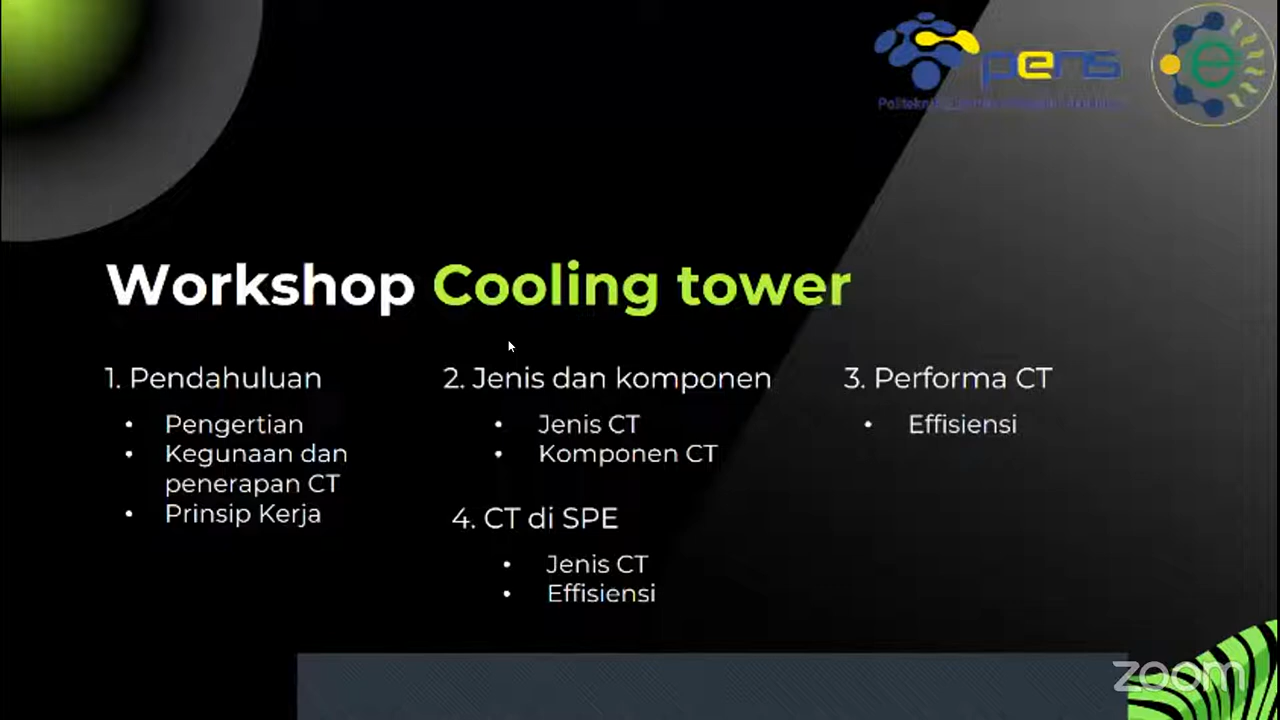 pens
Workshop Cooling tower
1. Pendahuluan
• Pengertian
• Kegunaan dan
penerapan CT
• Prinsip Kerja
2. Jenis dan komponen
• Jenis CT
• Komponen CT
3. Performa CT
• Effisiensi
4. CT di SPE
• Jenis CT
• Effisiensi
zoom